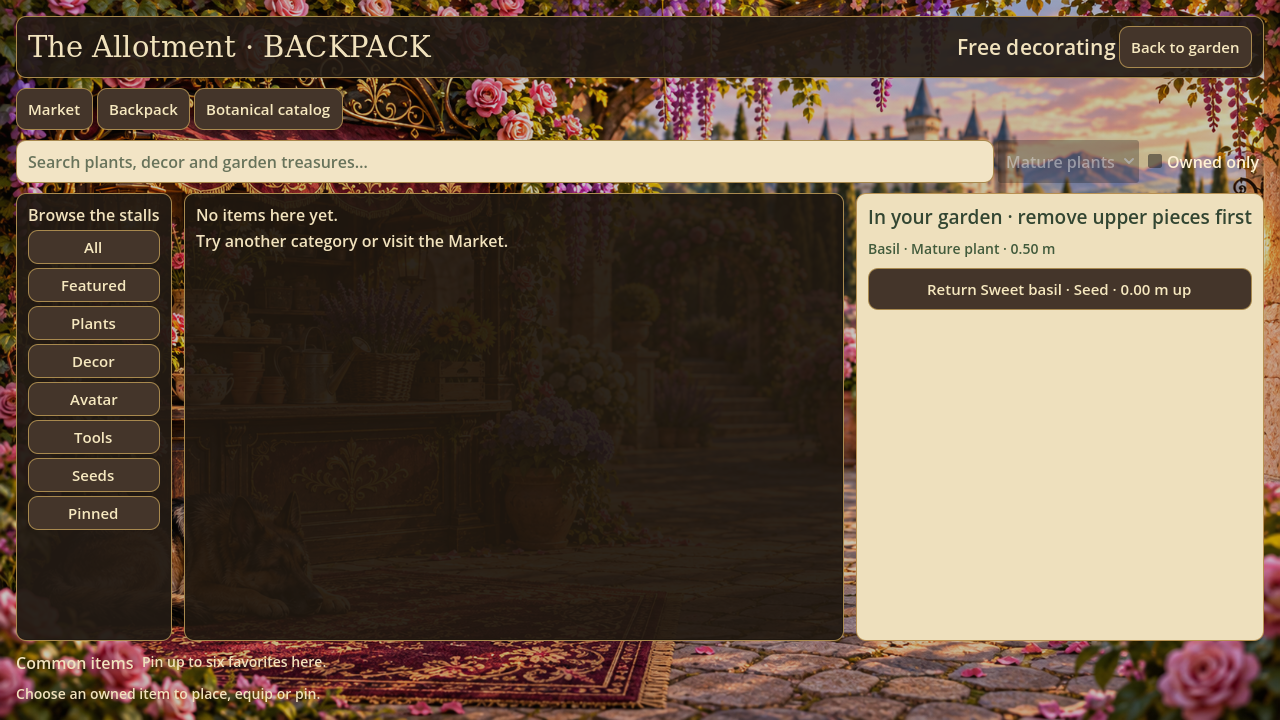 The Allotment · BACKPACK
Free decorating
Back to garden
Market
Backpack
Botanical catalog
Search plants, decor and garden treasures...
Mature plants
Owned only
Browse the stalls
All
Featured
Plants
Decor
Avatar
Tools
Seeds
Pinned
No items here yet.
Try another category or visit the Market.
In your garden · remove upper pieces first
Basil · Mature plant · 0.50 m
Return Sweet basil · Seed · 0.00 m up
Common items
Pin up to six favorites here.
Choose an owned item to place, equip or pin.